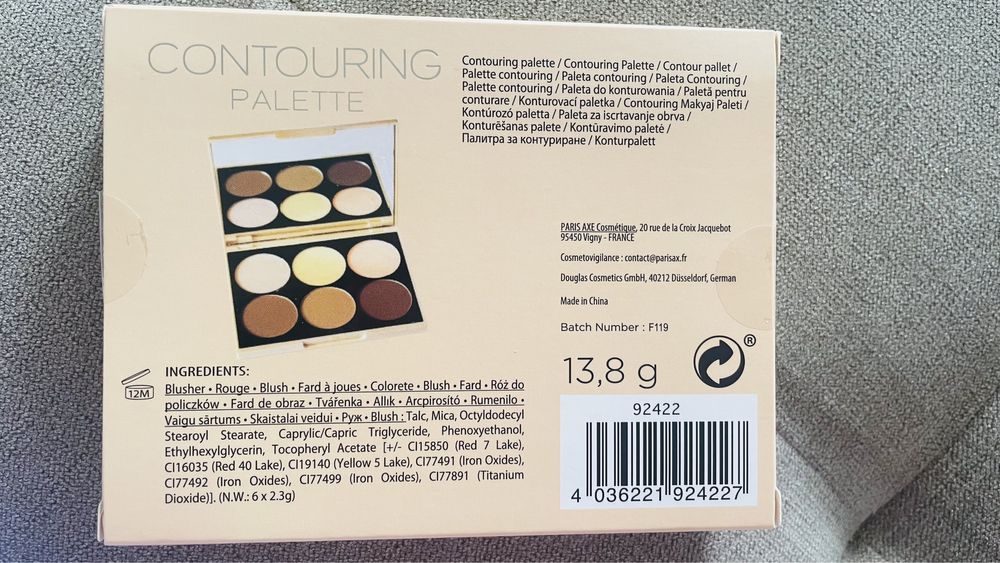 CONTOURING
PALETTE
Contouring palette / Contouring Palette / Contour pallet /
Palette contouring / Paleta contouring / Paleta Contouring /
Palette contouring / Paleta do konturowania / Paletă pentru
conturare / Konturovací paletka / Contouring Makyaj Paleti /
Kontúrozó paletta / Paleta za iscrtavanje obrva /
Konturēšanas palete / Kontūravimo paletė /
Палитра за контуриране / Konturpalett
PARIS AXE Cosmétique, 20 rue de la Croix Jacquebot
95450 Vigny - FRANCE
Cosmetovigilance : contact@parisax.fr
Douglas Cosmetics GmbH, 40212 Düsseldorf, German
Made in China
Batch Number : F119
13,8 g
®
12M
INGREDIENTS:
Blusher • Rouge • Blush • Fard à joues • Colorete • Blush • Fard • Róż do
policzków • Fard de obraz • Tvářenka • Allık • Arcpirosító • Rumenilo •
Vaigu sārtums • Skaistalai veidui • Руж • Blush : Talc, Mica, Octyldodecyl
Stearoyl Stearate, Caprylic/Capric Triglyceride, Phenoxyethanol,
Ethylhexylglycerin, Tocopheryl Acetate [+/- CI15850 (Red 7 Lake),
CI16035 (Red 40 Lake), CI19140 (Yellow 5 Lake), CI77491 (Iron Oxides),
CI77492 (Iron Oxides), CI77499 (Iron Oxides), CI77891 (Titanium
Dioxide)]. (N.W.: 6 x 2.3g)
92422
4 036221 924227